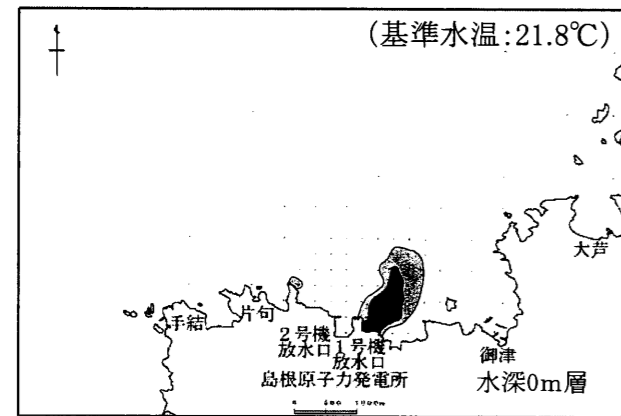 (基準水温:21.8℃)
大芦
手結
片句
2号機
放水口
1号機
放水口
御津
島根原子力発電所
水深0m層